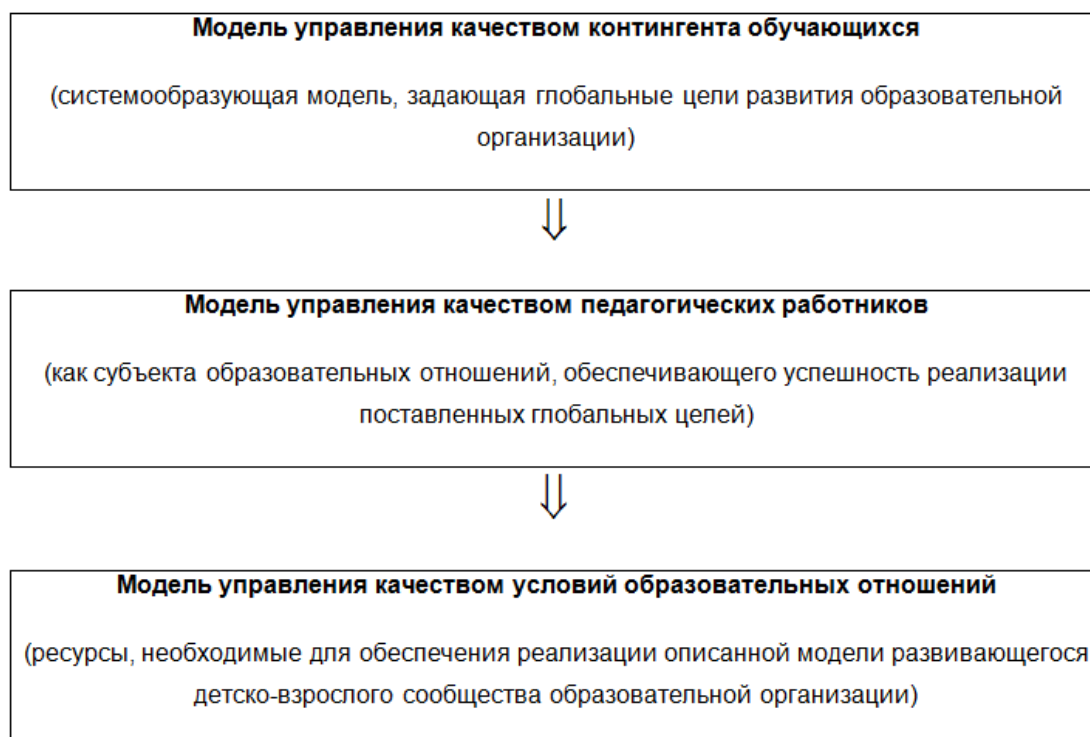 Модель управления качеством контингента обучающихся
(системообразующая модель, задающая глобальные цели развития образовательной
организации)
⇓
Модель управления качеством педагогических работников
(как субъекта образовательных отношений, обеспечивающего успешность реализации
поставленных глобальных целей)
⇓
Модель управления качеством условий образовательных отношений
(ресурсы, необходимые для обеспечения реализации описанной модели развивающегося
детско-взрослого сообщества образовательной организации)